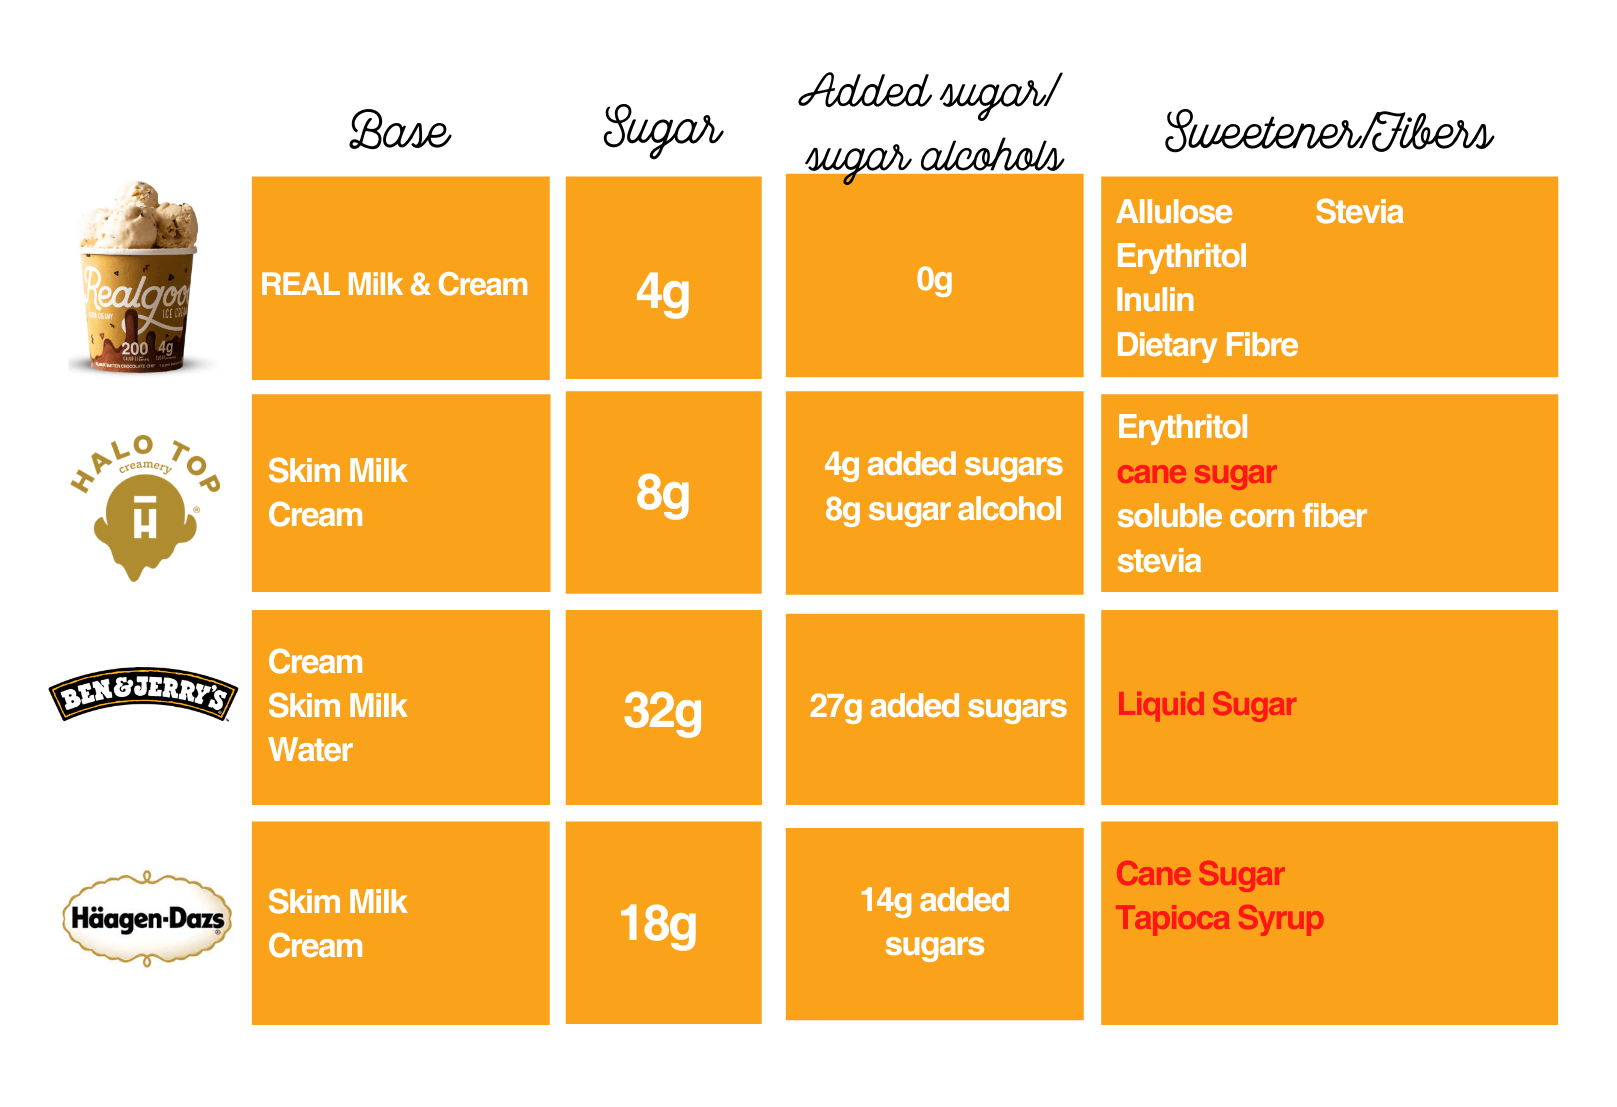 Base
Sugar
Added sugar/
sugar alcohols
Sweetener/Fibers
Realgoo
ICE CRE
200 4g
REAL Milk & Cream
4g
0g
Allulose Stevia
Erythritol
Inulin
Dietary Fibre
HALO TOP
creamery
H
®
Skim Milk
Cream
8g
4g added sugars
8g sugar alcohol
Erythritol
cane sugar
soluble corn fiber
stevia
BEN & JERRY'S
Cream
Skim Milk
Water
32g
27g added sugars
Liquid Sugar
Häagen-Dazs
®
Skim Milk
Cream
18g
14g added
sugars
Cane Sugar
Tapioca Syrup